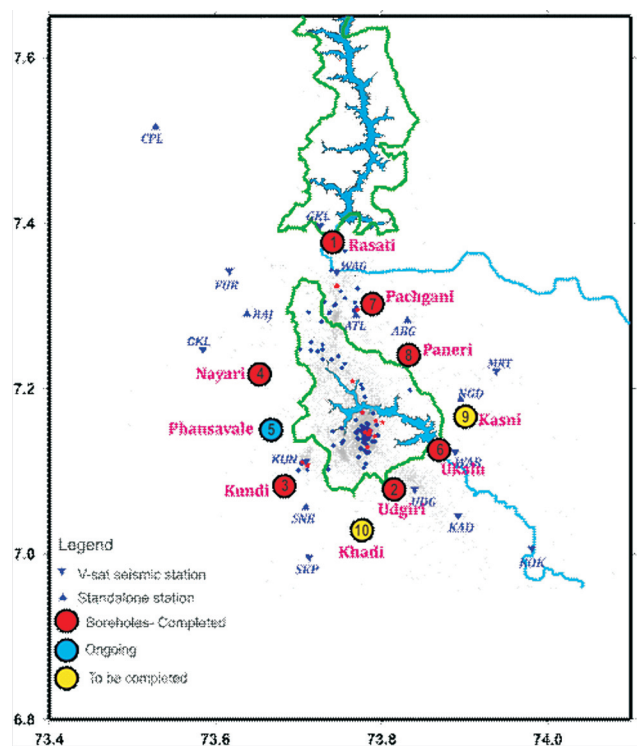 7.6
CPL
7.4
GKL
1
Rasati
WAG
PUR
7
Pachgani
RAJ
ATL
ARG
CKL
8
Paneri
MRT
7.2
4
Nayari
NGD
9
Kasni
Phansavale
5
6
Ukalu
WAR
KUN
3
Kundi
2
UDG
Udgiri
SNR
KAD
10
Khadi
7.0
Legend
SKP
KOK
V-sat seismic station
Standalone station
Boreholes- Completed
Ongoing
To be completed
6.8
73.4
73.6
73.8
74.0